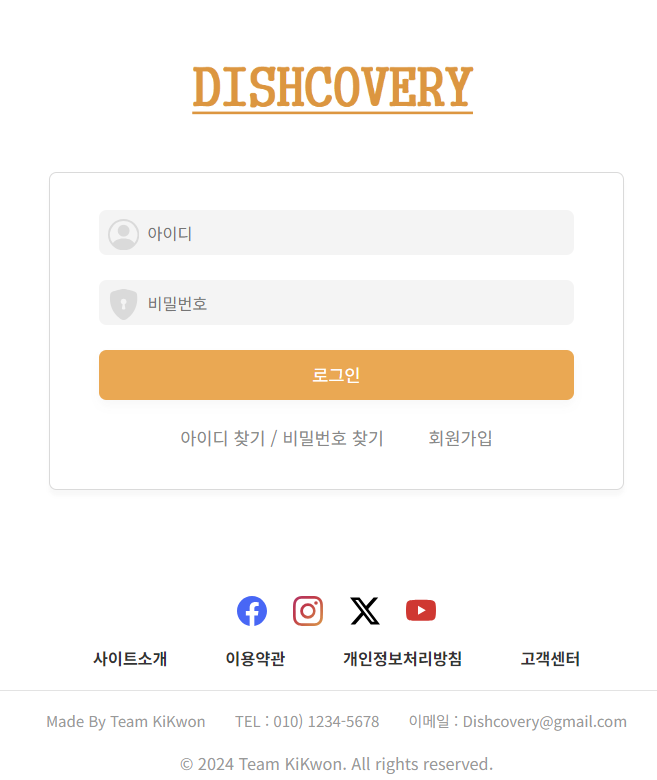 DISHCOVERY
아이디
비밀번호
로그인
아이디 찾기 / 비밀번호 찾기 회원가입
사이트소개 이용약관 개인정보처리방침 고객센터
Made By Team KiKwon TEL : 010) 1234-5678 이메일 : Dishcovery@gmail.com
© 2024 Team KiKwon. All rights reserved.